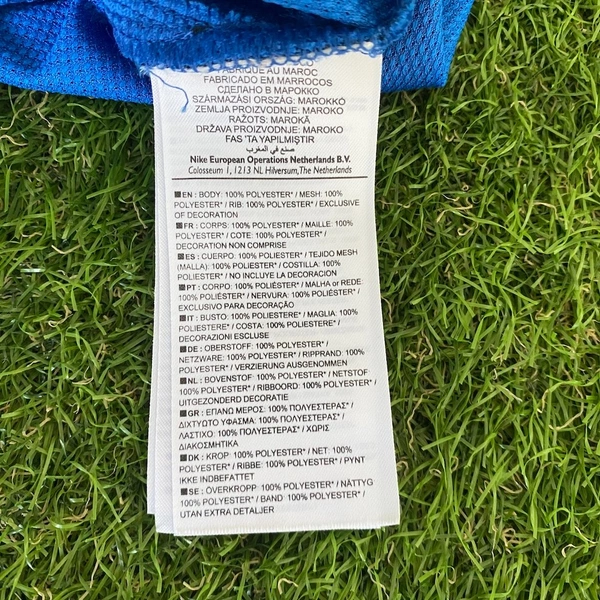 FABRIQUÉ AU MAROC
FABRICADO EM MARROCOS
СДЕЛАНО В МАРОККО
SZÁRMAZÁSI ORSZÁG: MAROKKÓ
ZEMLJA PROIZVODNJE: MAROKO
RAŽOTS: MAROKĀ
DRŽAVA PROIZVODNJE: MAROKO
FAS 'TA YAPILMIŞTIR
صنع في المغرب
Nike European Operations Netherlands B.V.
Colosseum 1, 1213 NL Hilversum,The Netherlands
EN : BODY: 100% POLYESTER* / MESH: 100%
POLYESTER* / RIB: 100% POLYESTER* / EXCLUSIVE
OF DECORATION
FR : CORPS: 100% POLYESTER* / MAILLE: 100%
POLYESTER* / COTE: 100% POLYESTER* /
DECORATION NON COMPRISE
ES : CUERPO: 100% POLIESTER* / TEJIDO MESH
(MALLA): 100% POLIESTER* / COSTILLA: 100%
POLIESTER* / NO INCLUYE LA DECORACION
PT : CORPO: 100% POLIÉSTER* / MALHA or REDE:
100% POLIÉSTER* / NERVURA: 100% POLIÉSTER* /
EXCLUSIVO PARA DECORAÇÃO
IT : BUSTO: 100% POLIESTERE* / MAGLIA: 100%
POLIESTERE* / COSTA: 100% POLIESTERE* /
DECORAZIONI ESCLUSE
DE : OBERSTOFF: 100% POLYESTER* /
NETZWARE: 100% POLYESTER* / RIPPRAND: 100%
POLYESTER* / VERZIERUNG AUSGENOMMEN
NL : BOVENSTOF: 100% POLYESTER* / NETSTOF:
100% POLYESTER* / RIBBOORD: 100% POLYESTER* /
UITGEZONDERD DECORATIE
GR : ΕΠΑΝΩ ΜΕΡΟΣ: 100% ΠΟΛΥΕΣΤΕΡΑΣ* /
ΔΙΧΤΥΩΤΟ ΥΦΑΣΜΑ: 100% ΠΟΛΥΕΣΤΕΡΑΣ* /
ΛΑΣΤΙΧΟ: 100% ΠΟΛΥΕΣΤΕΡΑΣ* / ΧΩΡΙΣ
ΔΙΑΚΟΣΜΗΤΙΚΑ
DK : KROP: 100% POLYESTER* / NET: 100%
POLYESTER* / RIBBE: 100% POLYESTER* / PYNT
IKKE INDBEFATTET
SE : ÖVERKROPP: 100% POLYESTER* / NÄTTYG:
100% POLYESTER* / BAND: 100% POLYESTER* /
UTAN EXTRA DETALJER